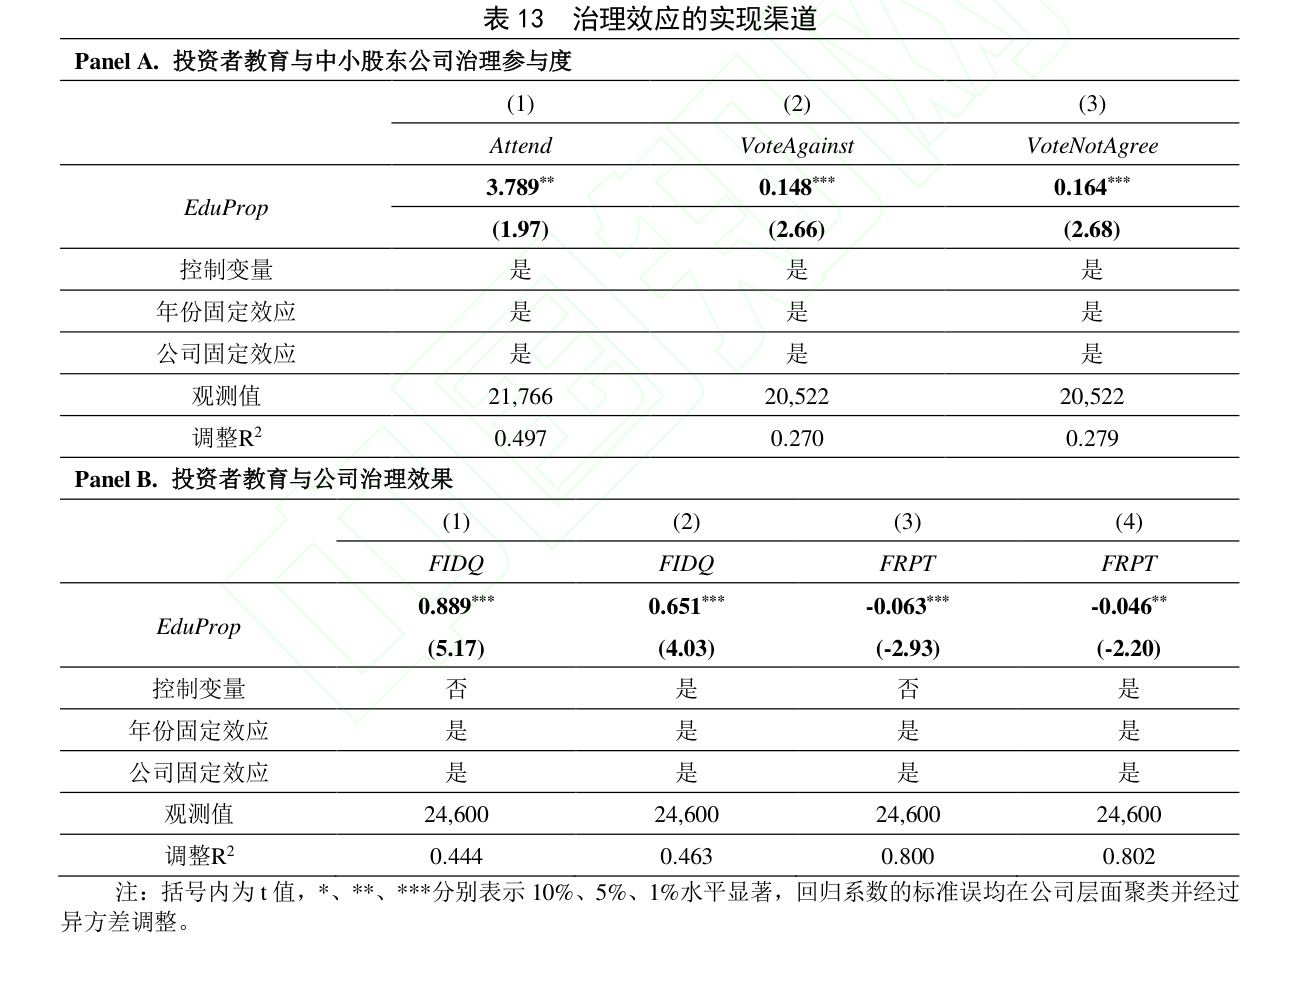 表 13 治理效应的实现渠道
Panel A. 投资者教育与中小股东公司治理参与度
(1) (2) (3)
Attend VoteAgainst VoteNotAgree
3.789** 0.148*** 0.164***
EduProp
(1.97) (2.66) (2.68)
控制变量 是 是 是
年份固定效应 是 是 是
公司固定效应 是 是 是
观测值 21,766 20,522 20,522
调整R² 0.497 0.270 0.279
Panel B. 投资者教育与公司治理效果
(1) (2) (3) (4)
FIDQ FIDQ FRPT FRPT
0.889*** 0.651*** -0.063*** -0.046**
EduProp
(5.17) (4.03) (-2.93) (-2.20)
控制变量 否 是 否 是
年份固定效应 是 是 是 是
公司固定效应 是 是 是 是
观测值 24,600 24,600 24,600 24,600
调整R² 0.444 0.463 0.800 0.802
注：括号内为 t 值，*、**、***分别表示 10%、5%、1%水平显著，回归系数的标准误均在公司层面聚类并经过
异方差调整。